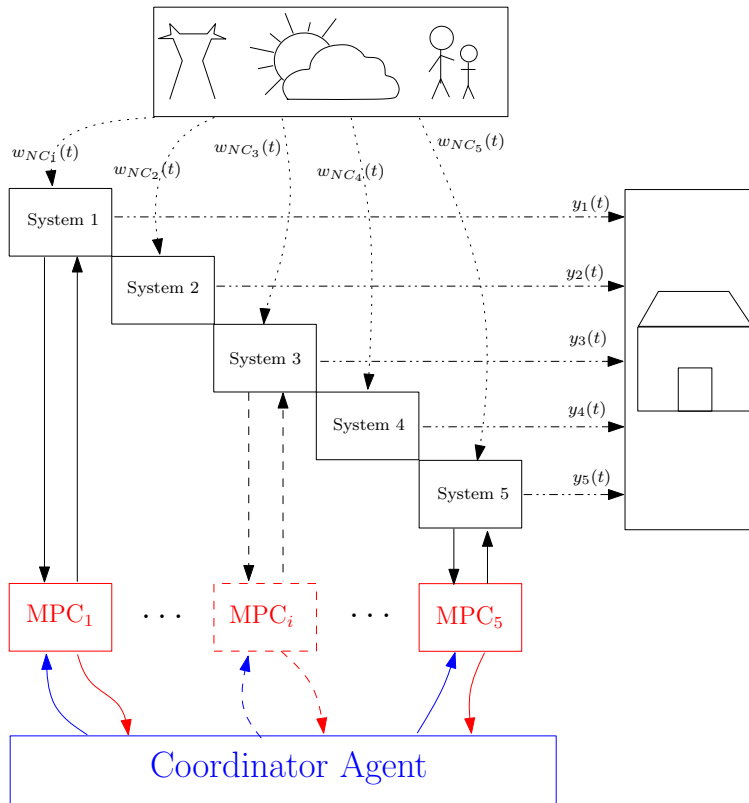 w_{NC_1}(t)
w_{NC_2}(t)
w_{NC_3}(t)
w_{NC_4}(t)
w_{NC_5}(t)
System 1
y_1(t)
System 2
y_2(t)
System 3
y_3(t)
System 4
y_4(t)
System 5
y_5(t)
MPC_1 ... MPC_i ... MPC_5
Coordinator Agent